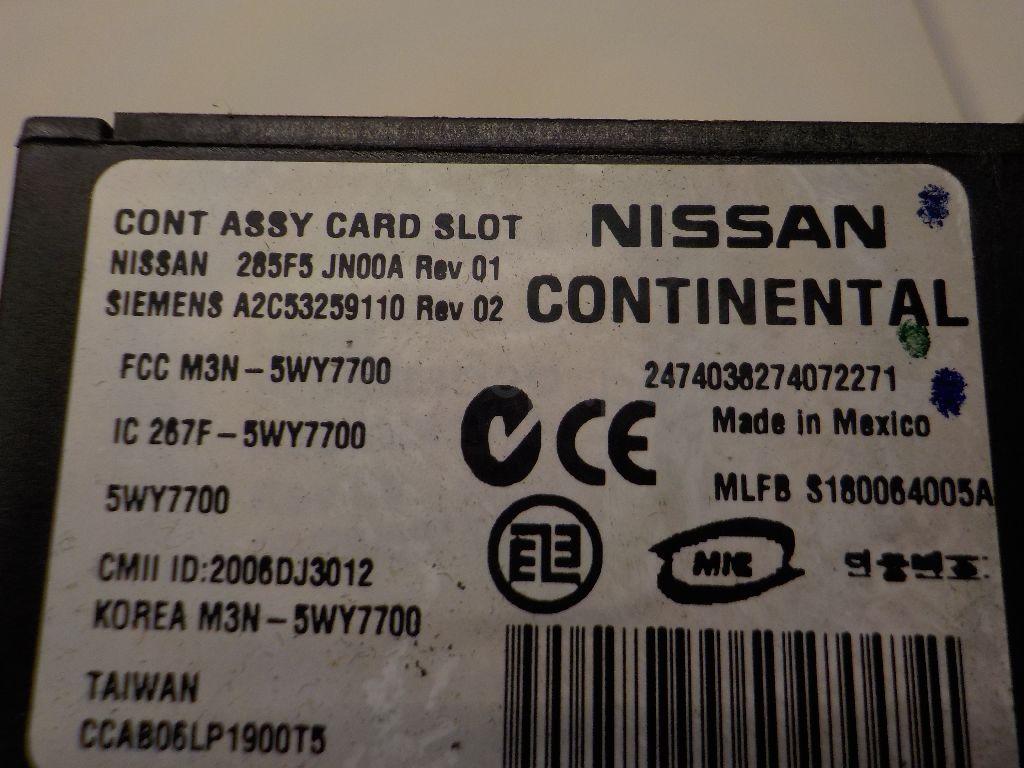 CONT ASSY CARD SLOT
NISSAN
NISSAN 285F5 JN00A Rev 01
CONTINENTAL
SIEMENS A2C53259110 Rev 02
FCC M3N-5WY7700
2474038274072271
IC 267F-5WY7700
CE
Made in Mexico
5WY7700
MLFB S180064005A
CMII ID:2006DJ3012
MIC
KOREA M3N-5WY7700
TAIWAN
CCAB06LP1900T5